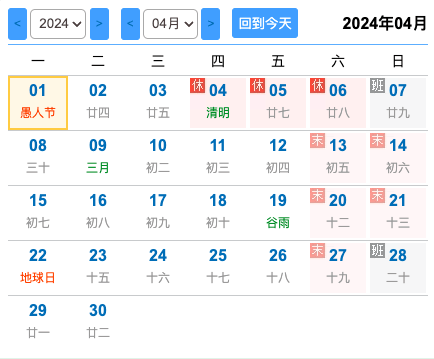 < 2024 > < 04月 > 回到今天 2024年04月
一 二 三 四 五 六 日
01 02 03 休 04 休 05 休 06 班 07
愚人节 廿四 廿五 清明 廿七 廿八 廿九
08 09 10 11 12 末 13 末 14
三十 三月 初二 初三 初四 初五 初六
15 16 17 18 19 末 20 末 21
初七 初八 初九 初十 谷雨 十二 十三
22 23 24 25 26 末 27 班 28
地球日 十五 十六 十七 十八 十九 二十
29 30
廿一 廿二